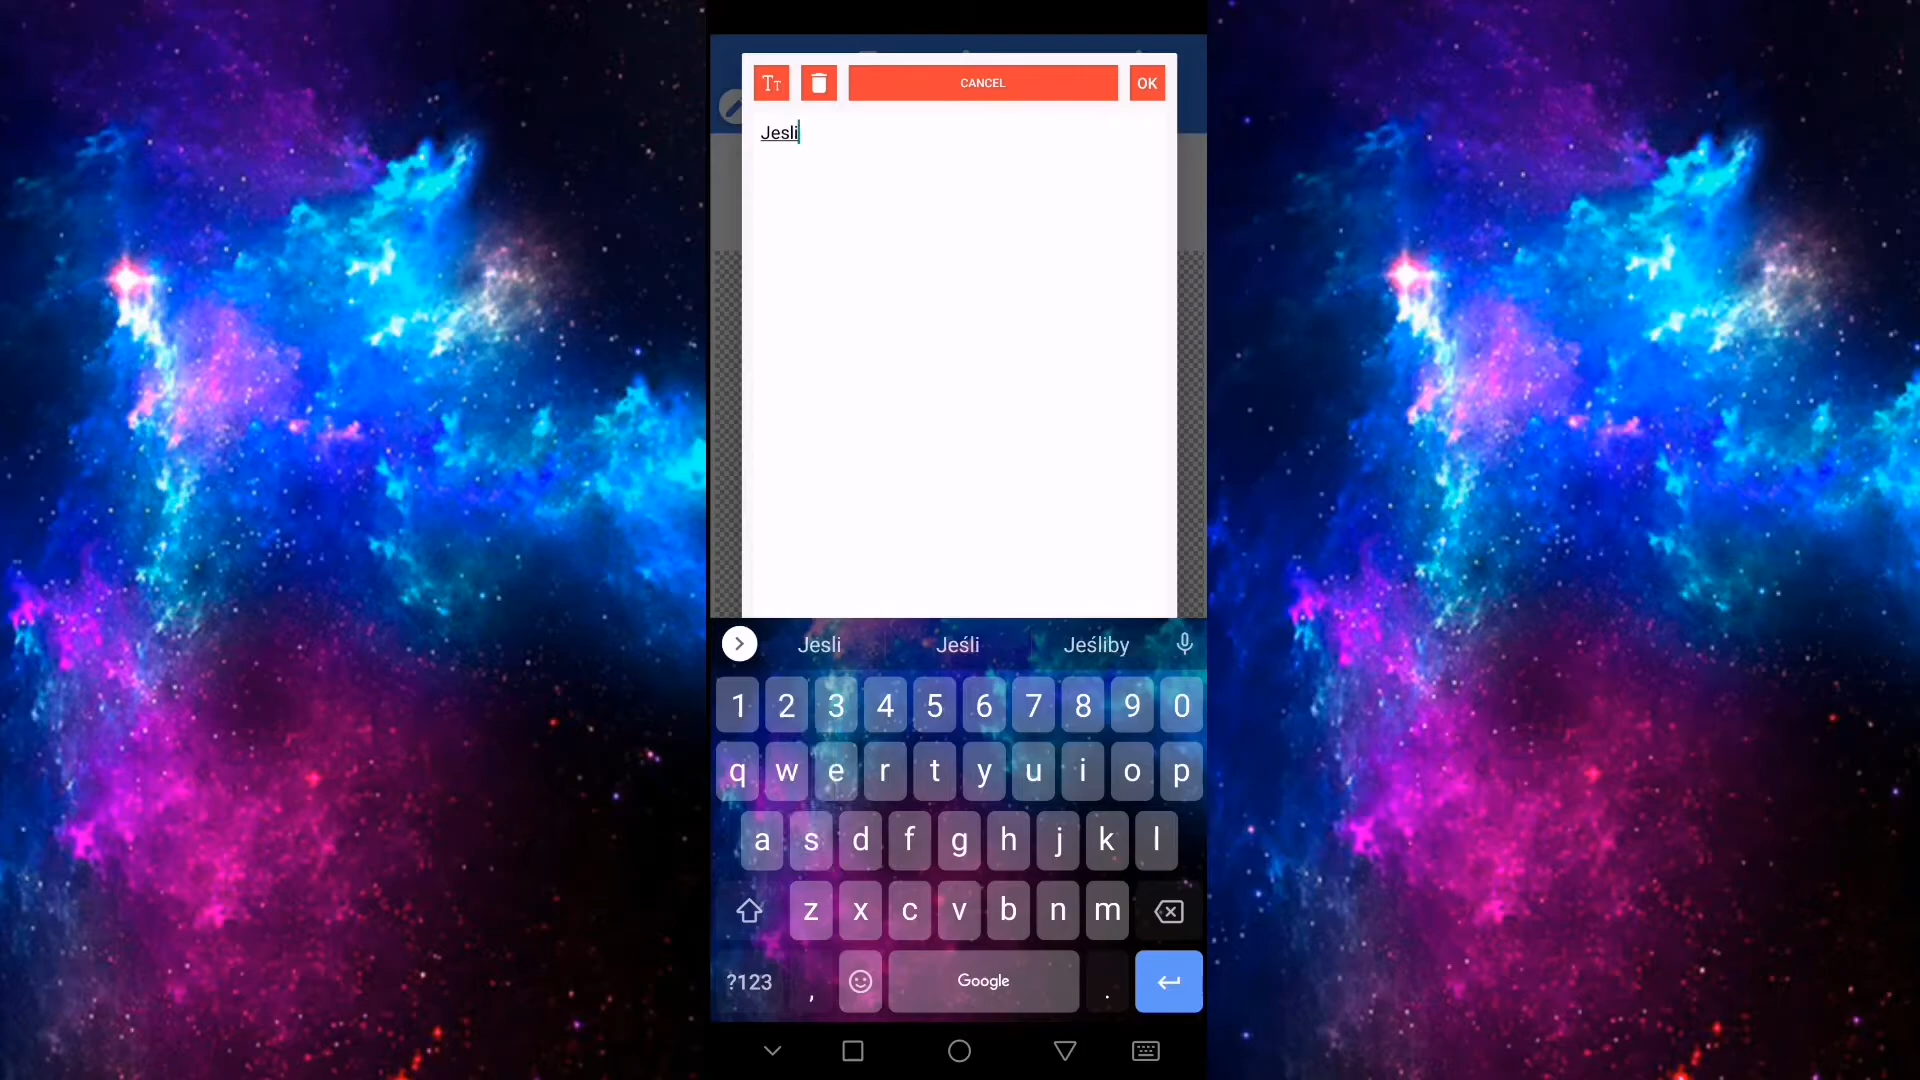 Tт CANCEL OK
Jesli
Jesli Jeśli Jeśliby
1 2 3 4 5 6 7 8 9 0
q w e r t y u i o p
a s d f g h j k l
z x c v b n m
?123 , Google .